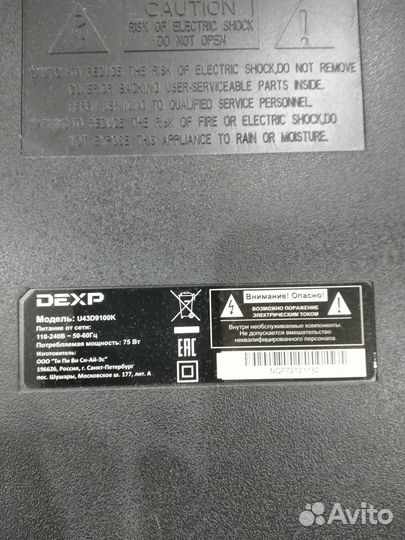 CAUTION
RISK OF ELECTRIC SHOCK
DO NOT OPEN
REDUCE THE RISK OF ELECTRIC SHOCK,DO NOT REMOVE
COVER OR BACK,NO USER-SERVICEABLE PARTS INSIDE,
SERVICING TO QUALIFIED SERVICE PERSONNEL.
REDUCE THE RISK OF FIRE OR ELECTRIC SHOCK,AND DO
NOT EXPOSE THIS APPLIANCE TO RAIN OR MOISTURE.
DEXP
Модель: U43D9100K
Питание от сети:
110-240В ~ 50-60Гц
Потребляемая мощность: 75 Вт
Изготовитель:
ООО "Ти Пи Ви Си-Ай-Эс"
196626, Россия, г. Санкт-Петербург
пос. Шушары, Московское ш. 177, лит. А
EAC
Внимание! Опасно!
ВОЗМОЖНО ПОРАЖЕНИЕ
ЭЛЕКТРИЧЕСКИМ ТОКОМ
Внутри необслуживаемые компоненты.
Не допускается вмешательство
неквалифицированного персонала.
Avito